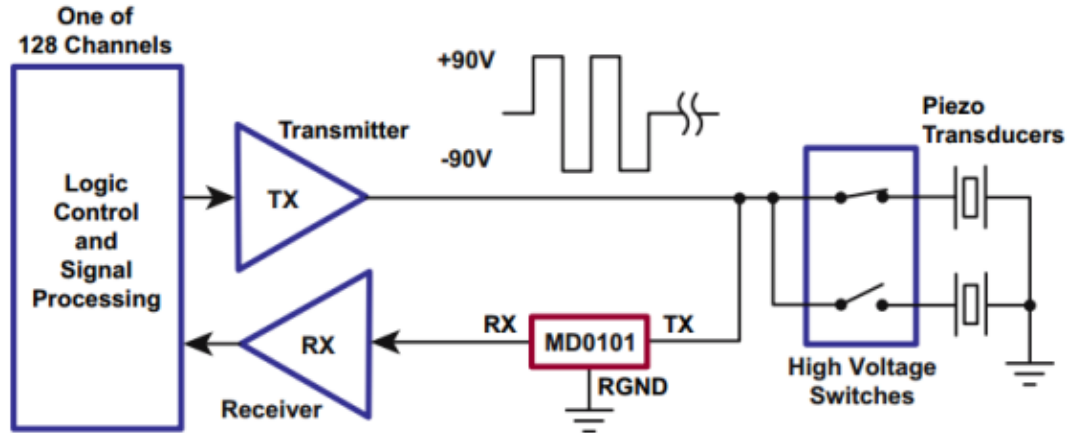 One of
128 Channels
Logic
Control
and
Signal
Processing
Transmitter
TX
+90V
-90V
Piezo
Transducers
RX
Receiver
RX
MD0101
TX
RGND
High Voltage
Switches